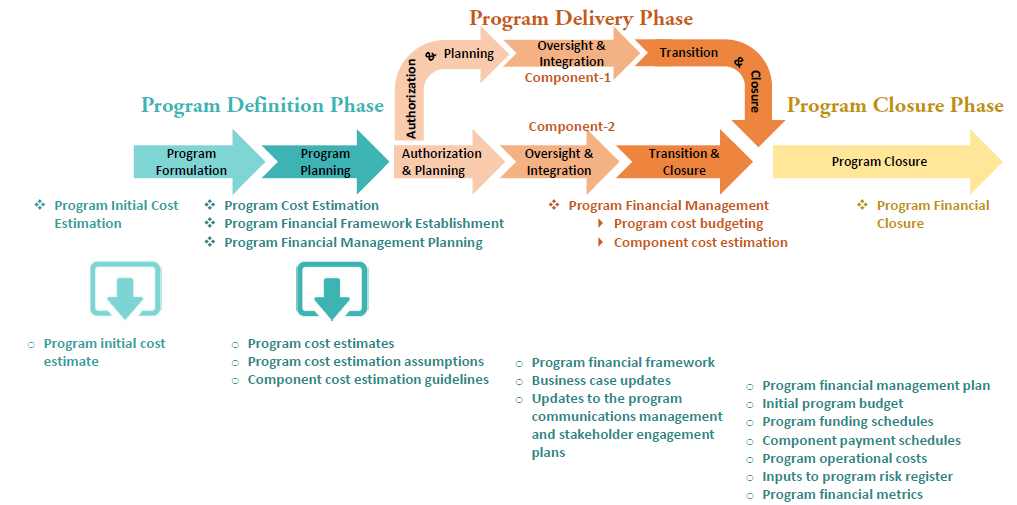 Program Delivery Phase
Authorization
&
Planning
Oversight &
Integration
Transition
&
Closure
Component-1
Program Definition Phase
Program Closure Phase
Component-2
Program
Formulation
Program
Planning
Authorization
& Planning
Oversight &
Integration
Transition &
Closure
Program Closure
❖ Program Initial Cost
Estimation
❖ Program Cost Estimation
❖ Program Financial Framework Establishment
❖ Program Financial Management Planning
❖ Program Financial Management
Program cost budgeting
Component cost estimation
❖ Program Financial
Closure
o Program initial cost
estimate
o Program cost estimates
o Program cost estimation assumptions
o Component cost estimation guidelines
o Program financial framework
o Business case updates
o Updates to the program
communications management
and stakeholder engagement
plans
o Program financial management plan
o Initial program budget
o Program funding schedules
o Component payment schedules
o Program operational costs
o Inputs to program risk register
o Program financial metrics